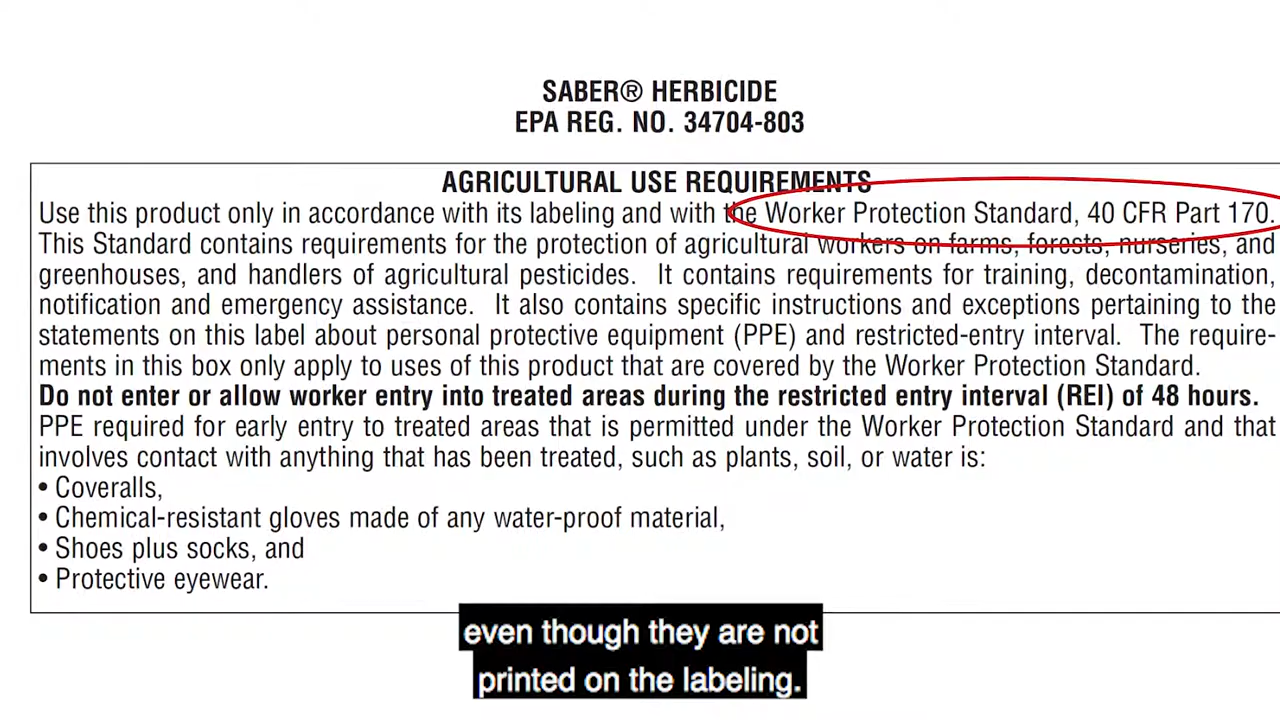 SABER® HERBICIDE
EPA REG. NO. 34704-803
AGRICULTURAL USE REQUIREMENTS
Use this product only in accordance with its labeling and with the Worker Protection Standard, 40 CFR Part 170.
This Standard contains requirements for the protection of agricultural workers on farms, forests, nurseries, and
greenhouses, and handlers of agricultural pesticides. It contains requirements for training, decontamination,
notification and emergency assistance. It also contains specific instructions and exceptions pertaining to the
statements on this label about personal protective equipment (PPE) and restricted-entry interval. The require-
ments in this box only apply to uses of this product that are covered by the Worker Protection Standard.
Do not enter or allow worker entry into treated areas during the restricted entry interval (REI) of 48 hours.
PPE required for early entry to treated areas that is permitted under the Worker Protection Standard and that
involves contact with anything that has been treated, such as plants, soil, or water is:
• Coveralls,
• Chemical-resistant gloves made of any water-proof material,
• Shoes plus socks, and
• Protective eyewear.
even though they are not
printed on the labeling.